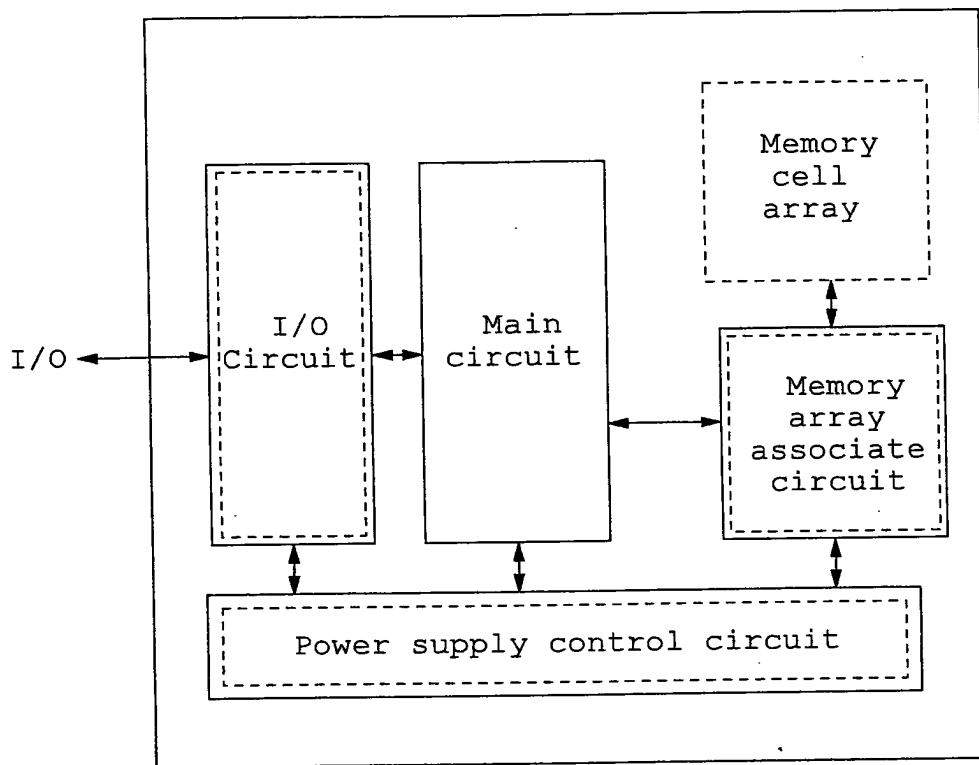 I/O
I/O
Circuit
Main
circuit
Memory
cell
array
Memory
array
associate
circuit
Power supply control circuit